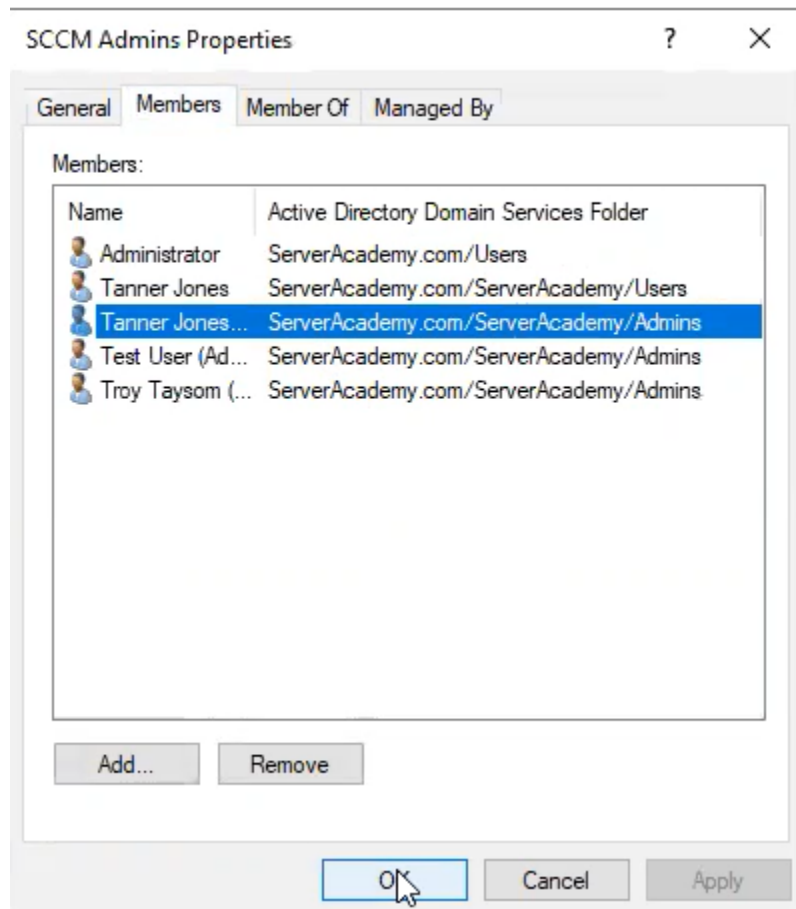 SCCM Admins Properties ? ×
General Members Member Of Managed By
Members:
Name Active Directory Domain Services Folder
Administrator ServerAcademy.com/Users
Tanner Jones ServerAcademy.com/ServerAcademy/Users
Tanner Jones... ServerAcademy.com/ServerAcademy/Admins
Test User (Ad... ServerAcademy.com/ServerAcademy/Admins
Troy Taysom (... ServerAcademy.com/ServerAcademy/Admins
Add... Remove
OK Cancel Apply